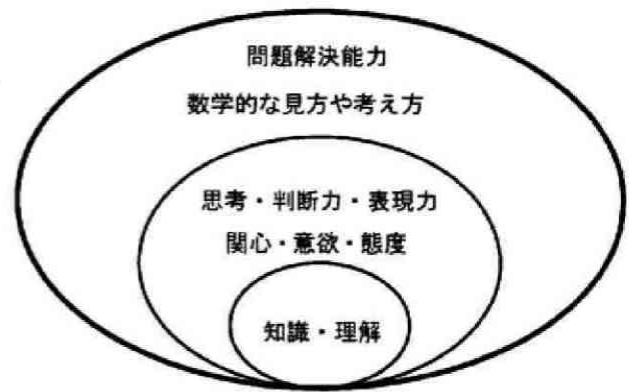 問題解決能力
数学的な見方や考え方
思考・判断力・表現力
関心・意欲・態度
知識・理解